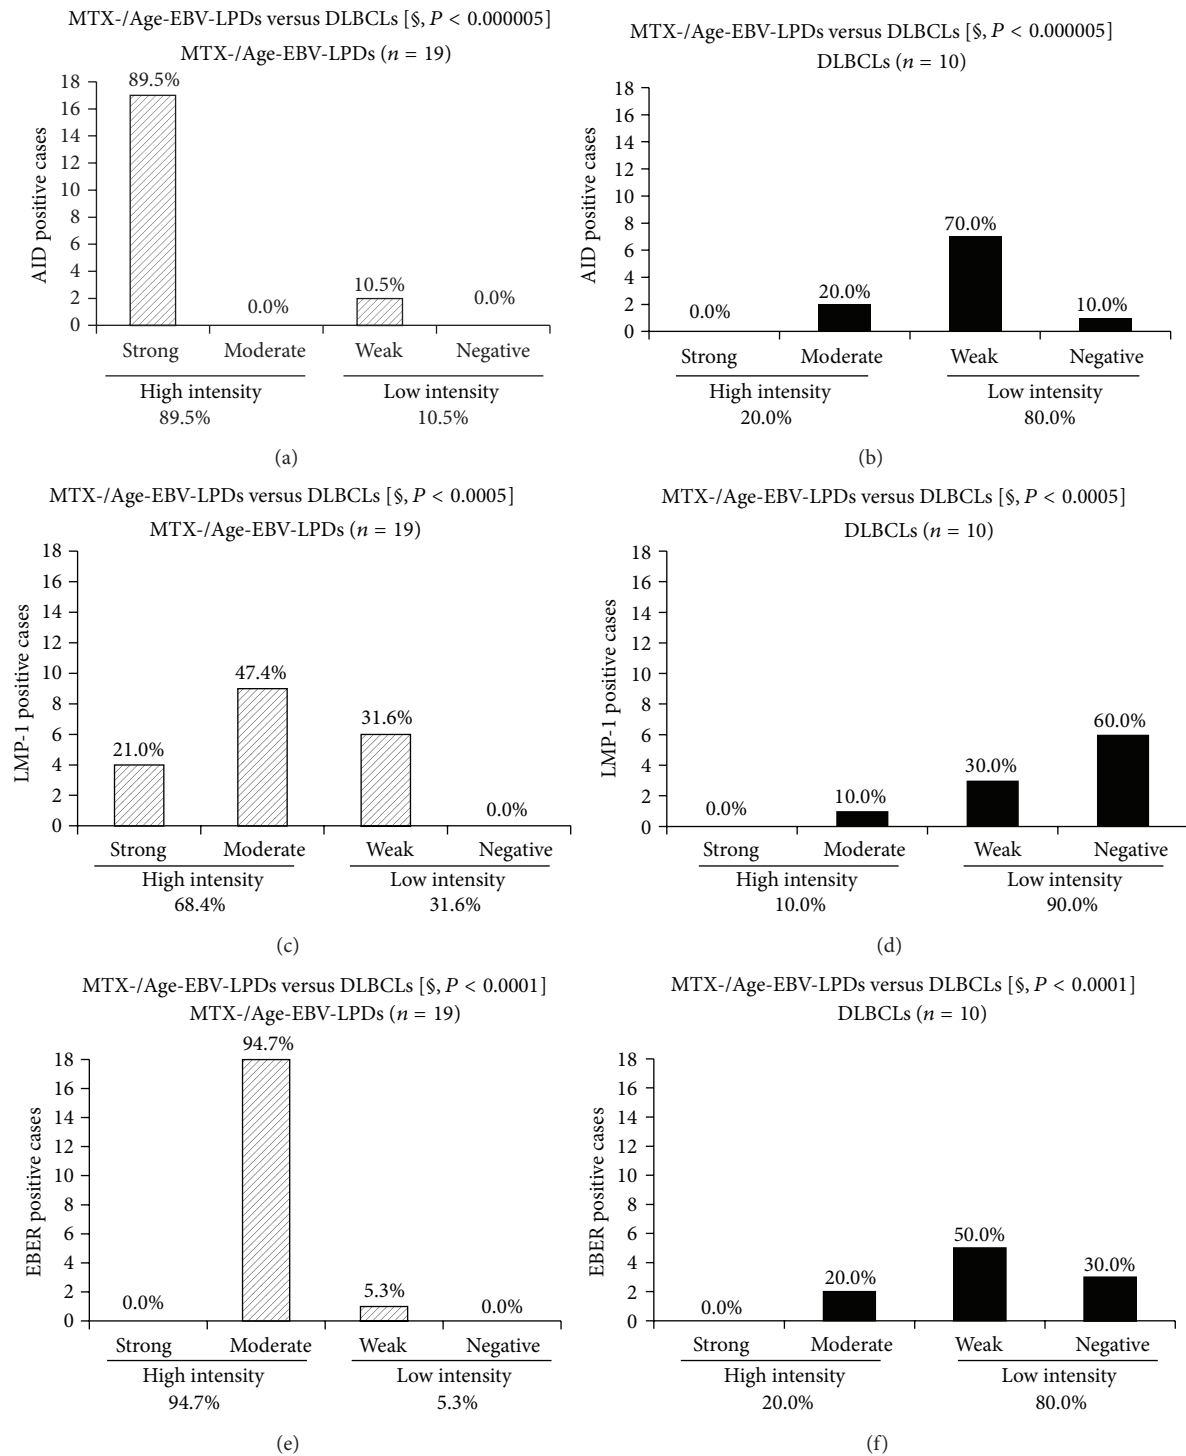 MTX-/Age-EBV-LPDs versus DLBCLs [§, P < 0.000005]
MTX-/Age-EBV-LPDs (n = 19)
AID positive cases
18
16
14
12
10
8
6
4
2
0
89.5%
0.0%
10.5%
0.0%
Strong Moderate Weak Negative
High intensity Low intensity
89.5% 10.5%
(a)
MTX-/Age-EBV-LPDs versus DLBCLs [§, P < 0.000005]
DLBCLs (n = 10)
AID positive cases
18
16
14
12
10
8
6
4
2
0
0.0%
20.0%
70.0%
10.0%
Strong Moderate Weak Negative
High intensity Low intensity
20.0% 80.0%
(b)
MTX-/Age-EBV-LPDs versus DLBCLs [§, P < 0.0005]
MTX-/Age-EBV-LPDs (n = 19)
LMP-1 positive cases
18
16
14
12
10
8
6
4
2
0
21.0%
47.4%
31.6%
0.0%
Strong Moderate Weak Negative
High intensity Low intensity
68.4% 31.6%
(c)
MTX-/Age-EBV-LPDs versus DLBCLs [§, P < 0.0005]
DLBCLs (n = 10)
LMP-1 positive cases
18
16
14
12
10
8
6
4
2
0
0.0%
10.0%
30.0%
60.0%
Strong Moderate Weak Negative
High intensity Low intensity
10.0% 90.0%
(d)
MTX-/Age-EBV-LPDs versus DLBCLs [§, P < 0.0001]
MTX-/Age-EBV-LPDs (n = 19)
EBER positive cases
18
16
14
12
10
8
6
4
2
0
0.0%
94.7%
5.3%
0.0%
Strong Moderate Weak Negative
High intensity Low intensity
94.7% 5.3%
(e)
MTX-/Age-EBV-LPDs versus DLBCLs [§, P < 0.0001]
DLBCLs (n = 10)
EBER positive cases
18
16
14
12
10
8
6
4
2
0
0.0%
20.0%
50.0%
30.0%
Strong Moderate Weak Negative
High intensity Low intensity
20.0% 80.0%
(f)